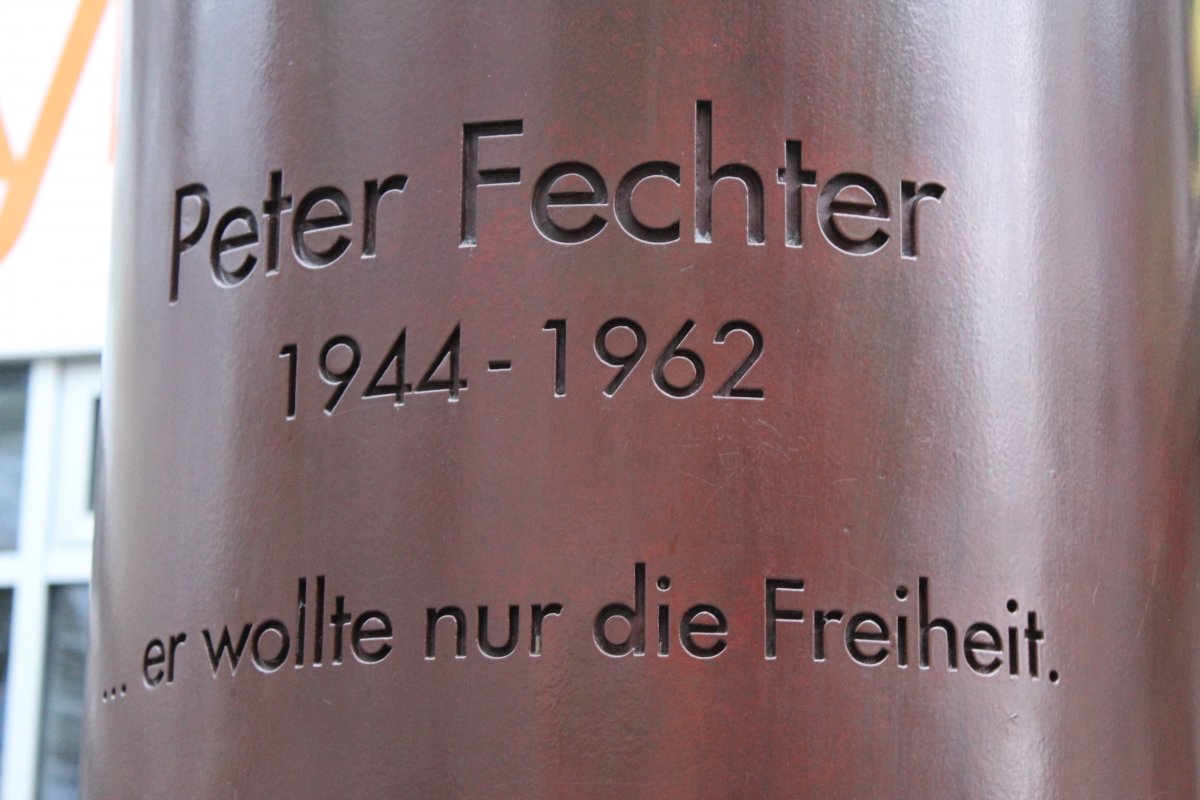 Peter Fechter
1944 - 1962
... er wollte nur die Freiheit.